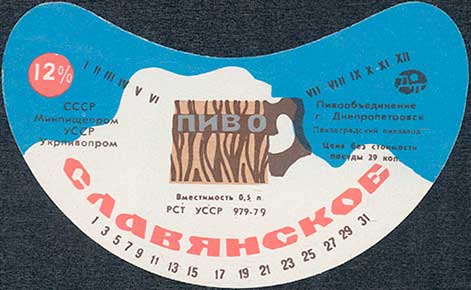 12%
I II III IV V VI
VII VIII IX X XI XII
СССР
Минпищепром
УССР
Укрпивопром
ПИВО
Пивообъединение
г. Днепропетровск
Павлоградский пивзавод
Цена без стоимости
посуды 29 коп.
Вместимость 0,5 л.
РСТ УССР 979-79
СЛАВЯНСКОЕ
1 3 5 7 9 11 13 15 17 19 21 23 25 27 29 31